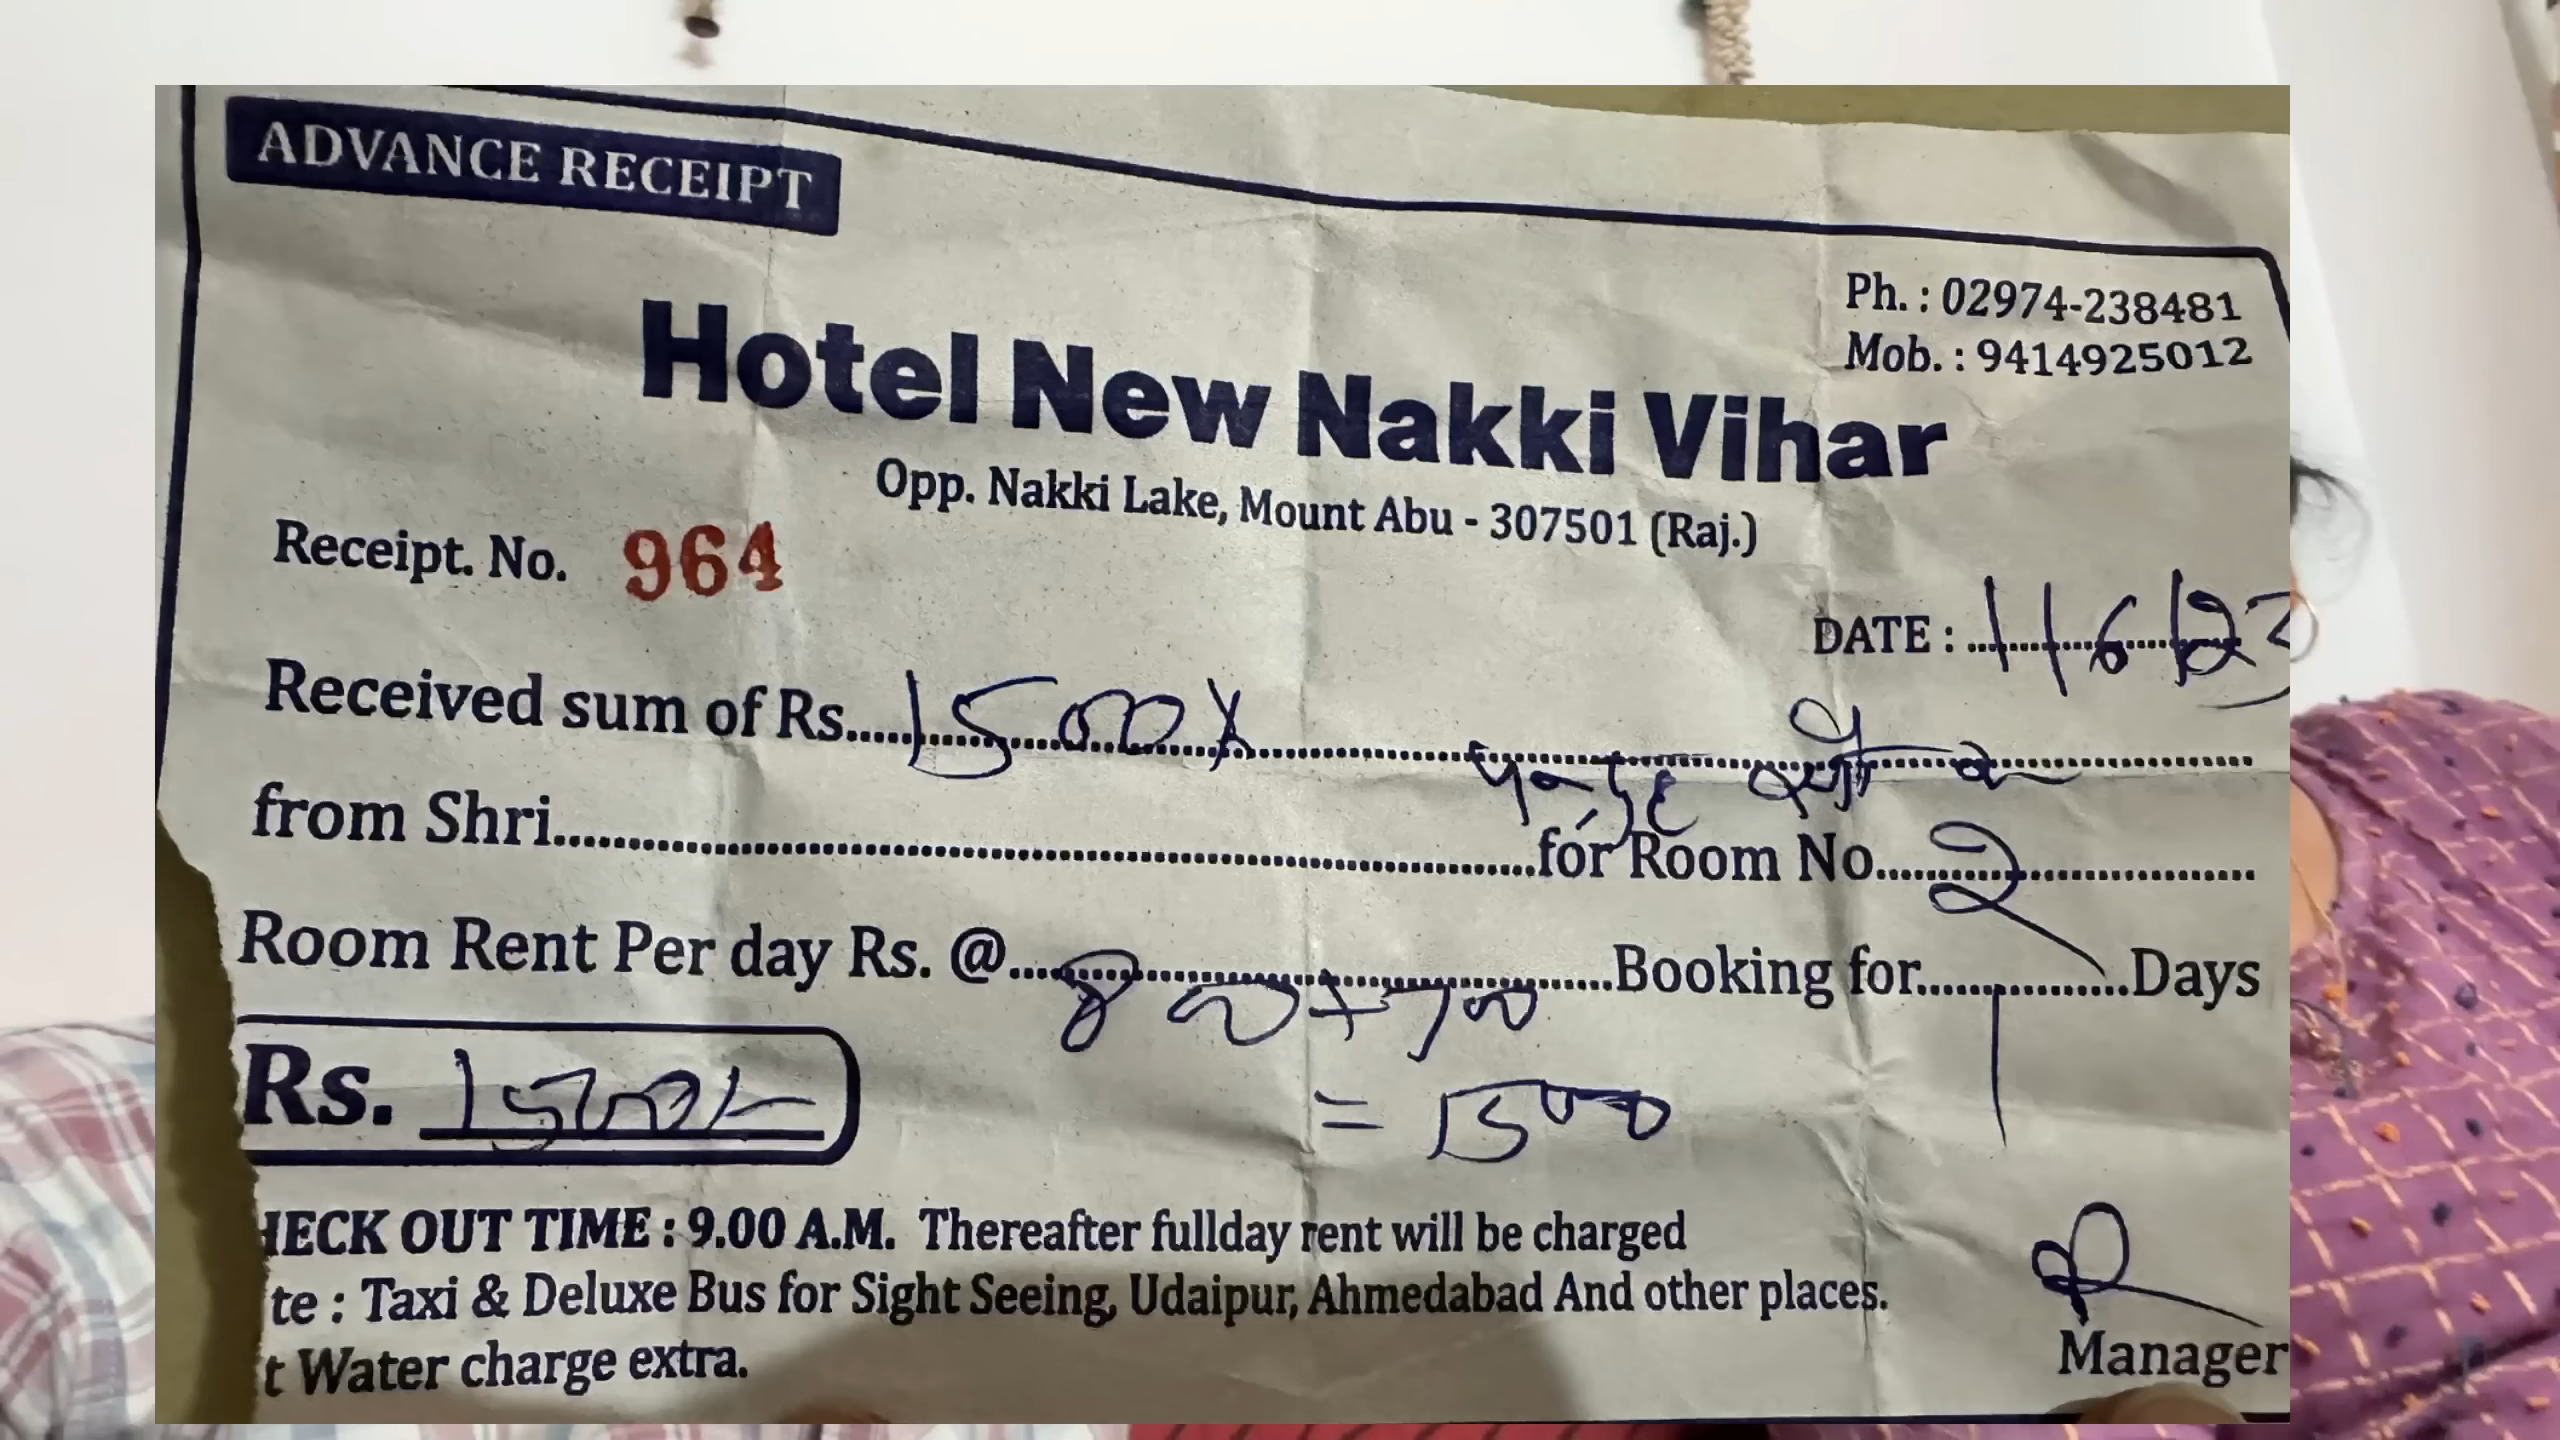 ADVANCE RECEIPT
Ph. : 02974-238481
Mob. : 9414925012
Hotel New Nakki Vihar
Opp. Nakki Lake, Mount Abu - 307501 (Raj.)
Receipt. No. 964
DATE : 1/6/23
Received sum of Rs. 1500/-
from Shri for Room No. 2
Room Rent Per day Rs. @ 800+700 Booking for 1 Days
= 1500
Rs. 1500/-
HECK OUT TIME : 9.00 A.M. Thereafter fullday rent will be charged
te : Taxi & Deluxe Bus for Sight Seeing, Udaipur, Ahmedabad And other places.
t Water charge extra.
Manager